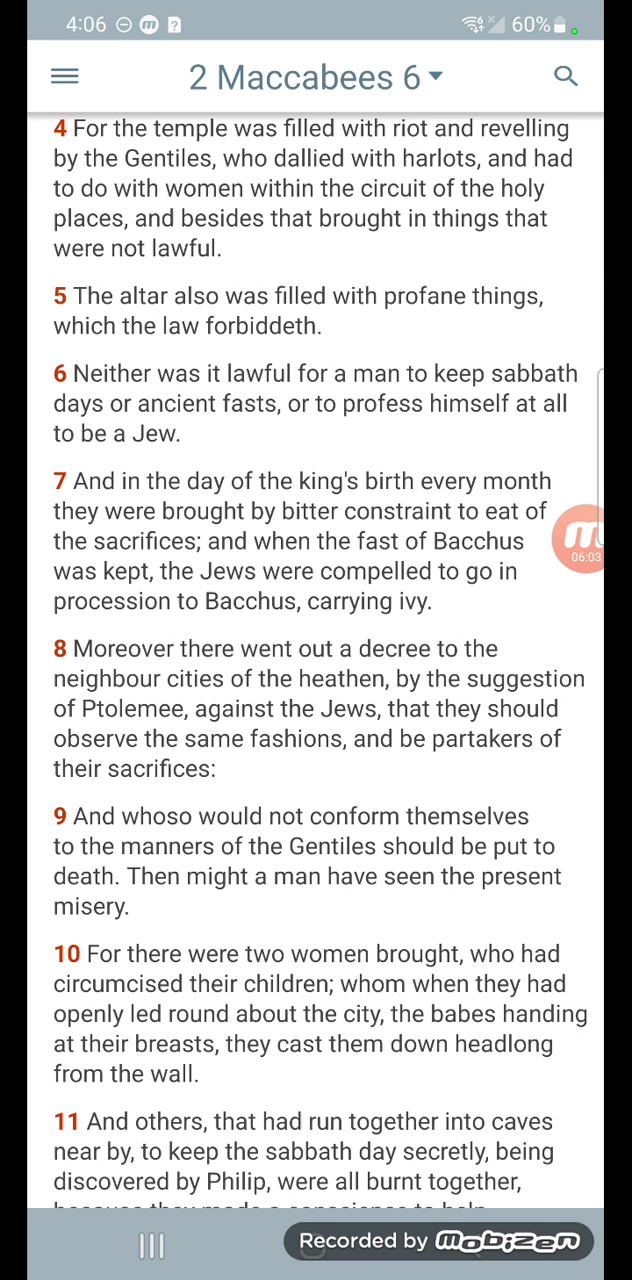 4:06
60%
2 Maccabees 6
4 For the temple was filled with riot and revelling
by the Gentiles, who dallied with harlots, and had
to do with women within the circuit of the holy
places, and besides that brought in things that
were not lawful.
5 The altar also was filled with profane things,
which the law forbiddeth.
6 Neither was it lawful for a man to keep sabbath
days or ancient fasts, or to profess himself at all
to be a Jew.
7 And in the day of the king's birth every month
they were brought by bitter constraint to eat of
the sacrifices; and when the fast of Bacchus
was kept, the Jews were compelled to go in
procession to Bacchus, carrying ivy.
m
06:03
8 Moreover there went out a decree to the
neighbour cities of the heathen, by the suggestion
of Ptolemee, against the Jews, that they should
observe the same fashions, and be partakers of
their sacrifices:
9 And whoso would not conform themselves
to the manners of the Gentiles should be put to
death. Then might a man have seen the present
misery.
10 For there were two women brought, who had
circumcised their children; whom when they had
openly led round about the city, the babes handing
at their breasts, they cast them down headlong
from the wall.
11 And others, that had run together into caves
near by, to keep the sabbath day secretly, being
discovered by Philip, were all burnt together,
Recorded by mobizen